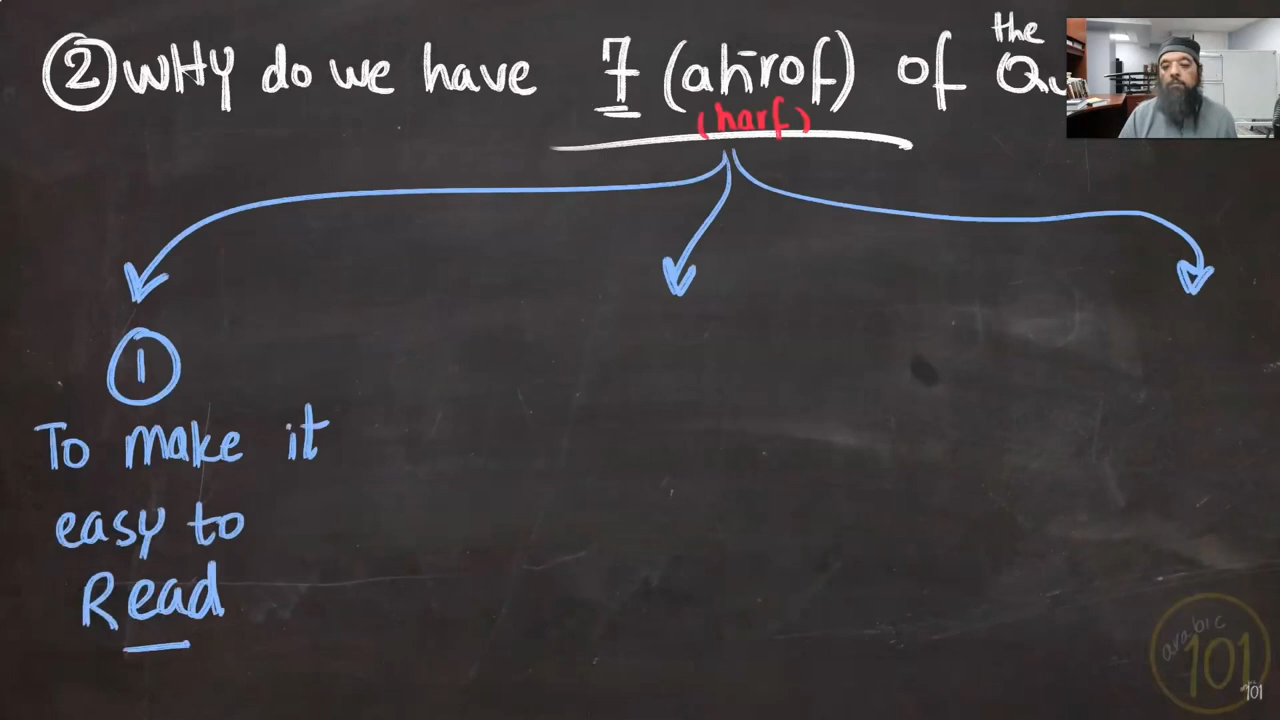 the
② WHY do we have 7 (aḥrof) of Qu
(harf)
①
To make it
easy to
Read
arabic
101
101